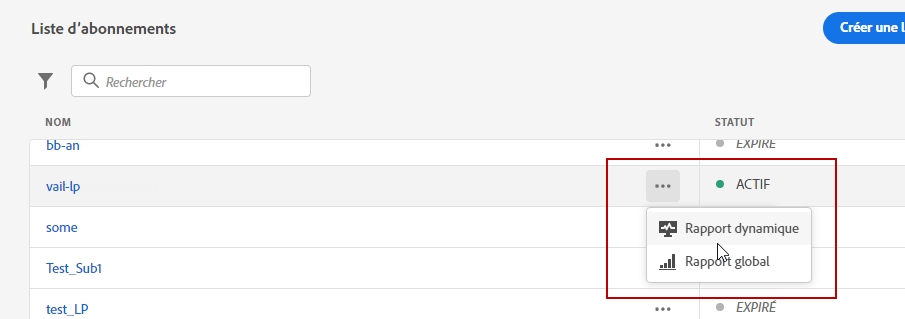 Liste d'abonnements
Créer une l
Rechercher
NOM
STATUT
bb-an
EXPIRÉ
vail-lp
ACTIF
some
Rapport dynamique
Test_Sub1
Rapport global
test_LP
EXPIRÉ